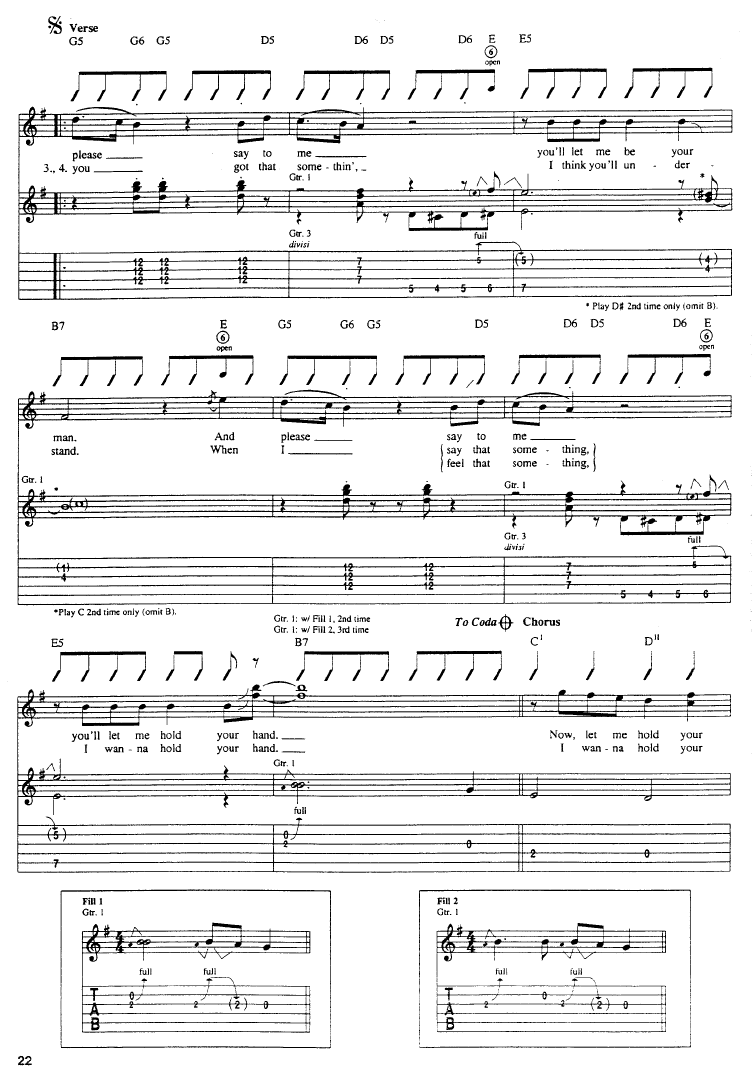 Verse
G5 G6 G5 D5 D6 D5 D6 E E5
6
open
please say to me you'll let me be your
3., 4. you got that some - thin', I think you'll un - der -
Gtr. 1
*
Gtr. 3
divisi
full
12 12 12 7 5 (5) (4)
12 12 12 7 4
12 12 12 7
5 4 5 6 7
* Play D# 2nd time only (omit B).
B7 E G5 G6 G5 D5 D6 D5 D6 E
6 6
open open
man. And please say to me
stand. When I say that some - thing,
feel that some - thing,
Gtr. 1 Gtr. 1
*
Gtr. 3
divisi
full
(1) 12 12 7 5
4 12 12 7
12 12 7
5 4 5 6
*Play C 2nd time only (omit B).
Gtr. 1: w/ Fill 1, 2nd time
Gtr. 1: w/ Fill 2, 3rd time
To Coda Chorus
E5 B7 C I D II
you'll let me hold your hand. Now, let me hold your
I wan - na hold your hand. I wan - na hold your
Gtr. 1
full
(5) 0
2 0 2 0
7
Fill 1 Fill 2
Gtr. 1 Gtr. 1
4 4
4 4
full full full full
T A B
0
2 2 (2) 0
T A B
0
2 2 (2) 0
22